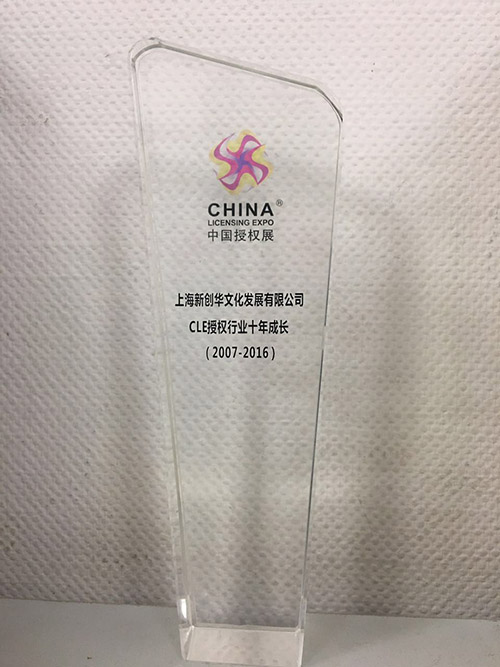 CHINA®
LICENSING EXPO
中国授权展
上海新创华文化发展有限公司
CLE授权行业十年成长
(2007-2016)